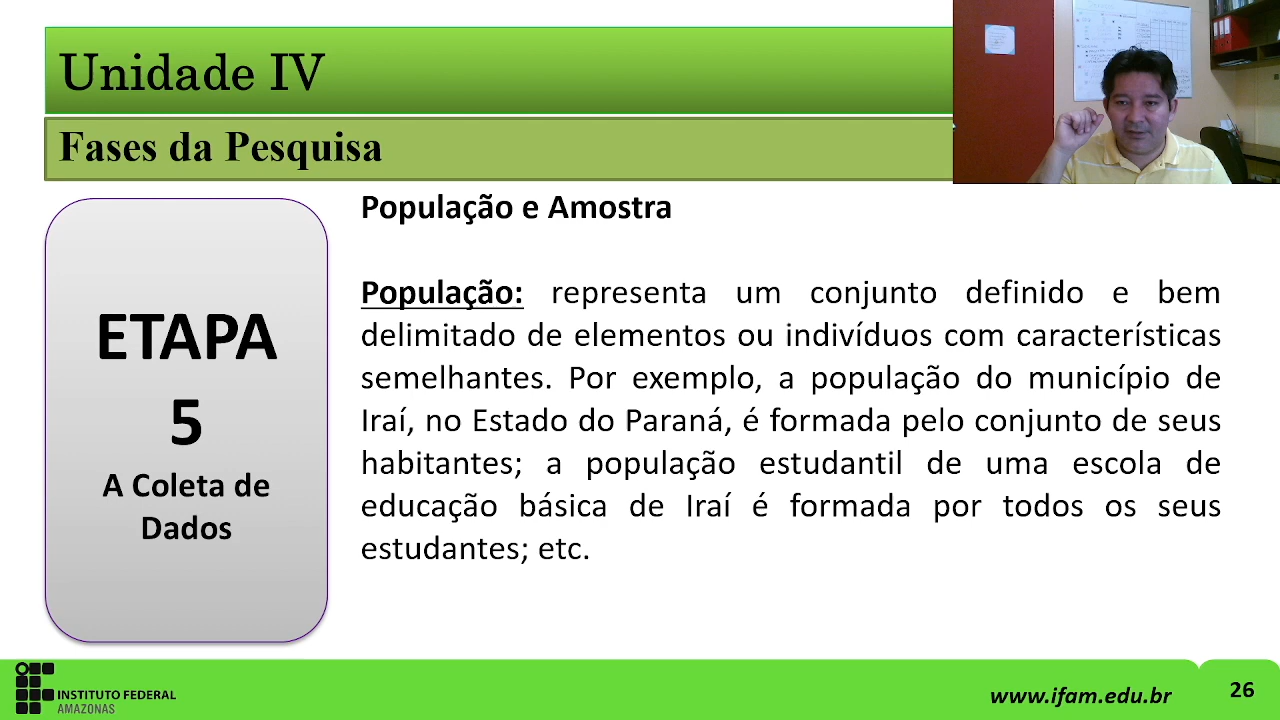 Unidade IV
Fases da Pesquisa
ETAPA
5
A Coleta de
Dados
População e Amostra
População: representa um conjunto definido e bem
delimitado de elementos ou indivíduos com características
semelhantes. Por exemplo, a população do município de
Iraí, no Estado do Paraná, é formada pelo conjunto de seus
habitantes; a população estudantil de uma escola de
educação básica de Iraí é formada por todos os seus
estudantes; etc.
INSTITUTO FEDERAL
AMAZONAS
www.ifam.edu.br
26